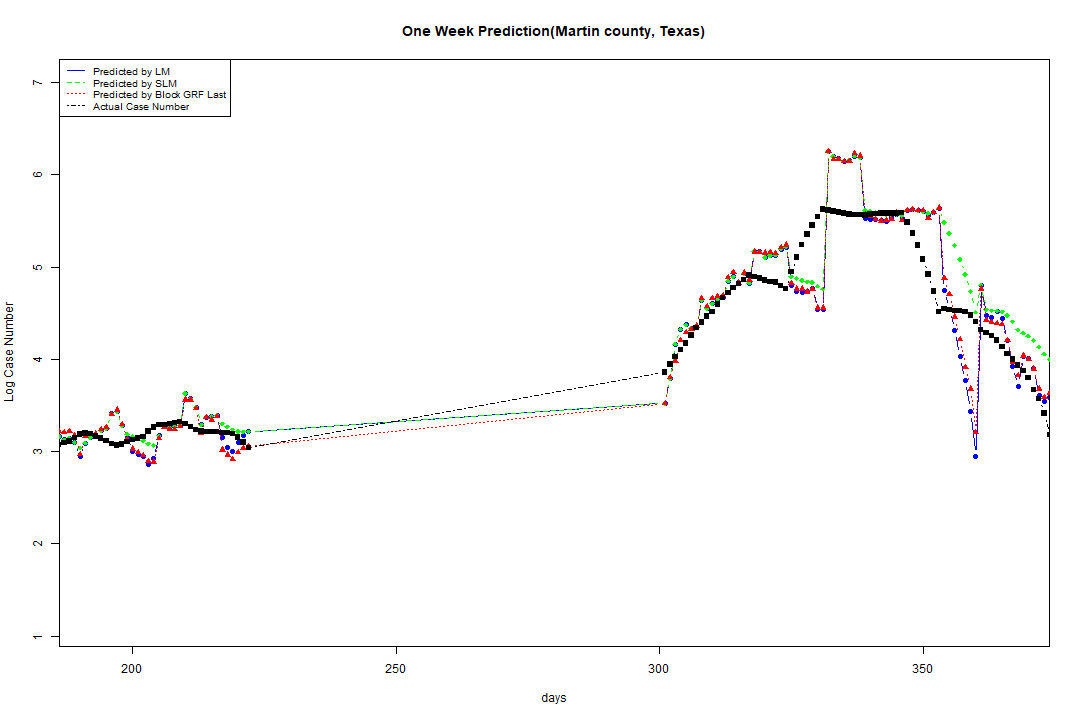 One Week Prediction(Martin county, Texas)
Predicted by LM
Predicted by SLM
Predicted by Block GRF Last
Actual Case Number
7
6
5
4
3
2
1
Log Case Number
200
250
300
350
days